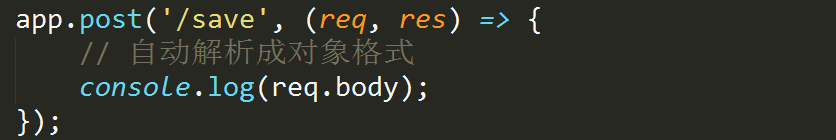 app.post('/save', (req, res) => {
    // 自动解析成对象格式
    console.log(req.body);
});